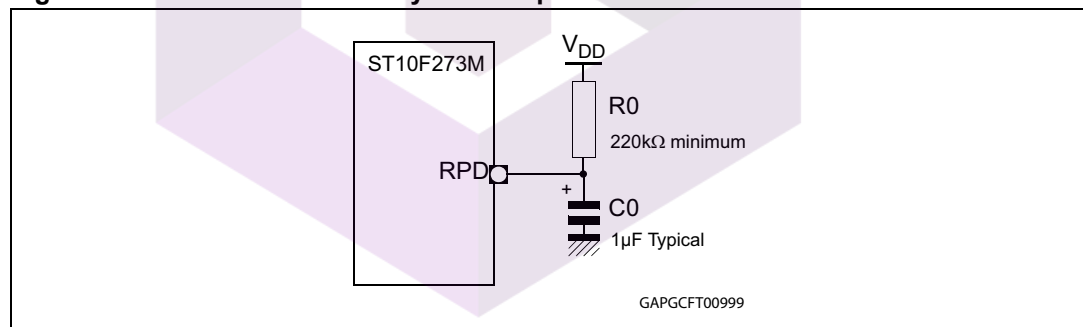 ST10F273M
VDD
R0
220kΩ minimum
RPD
+
C0
1µF Typical
GAPGCFT00999